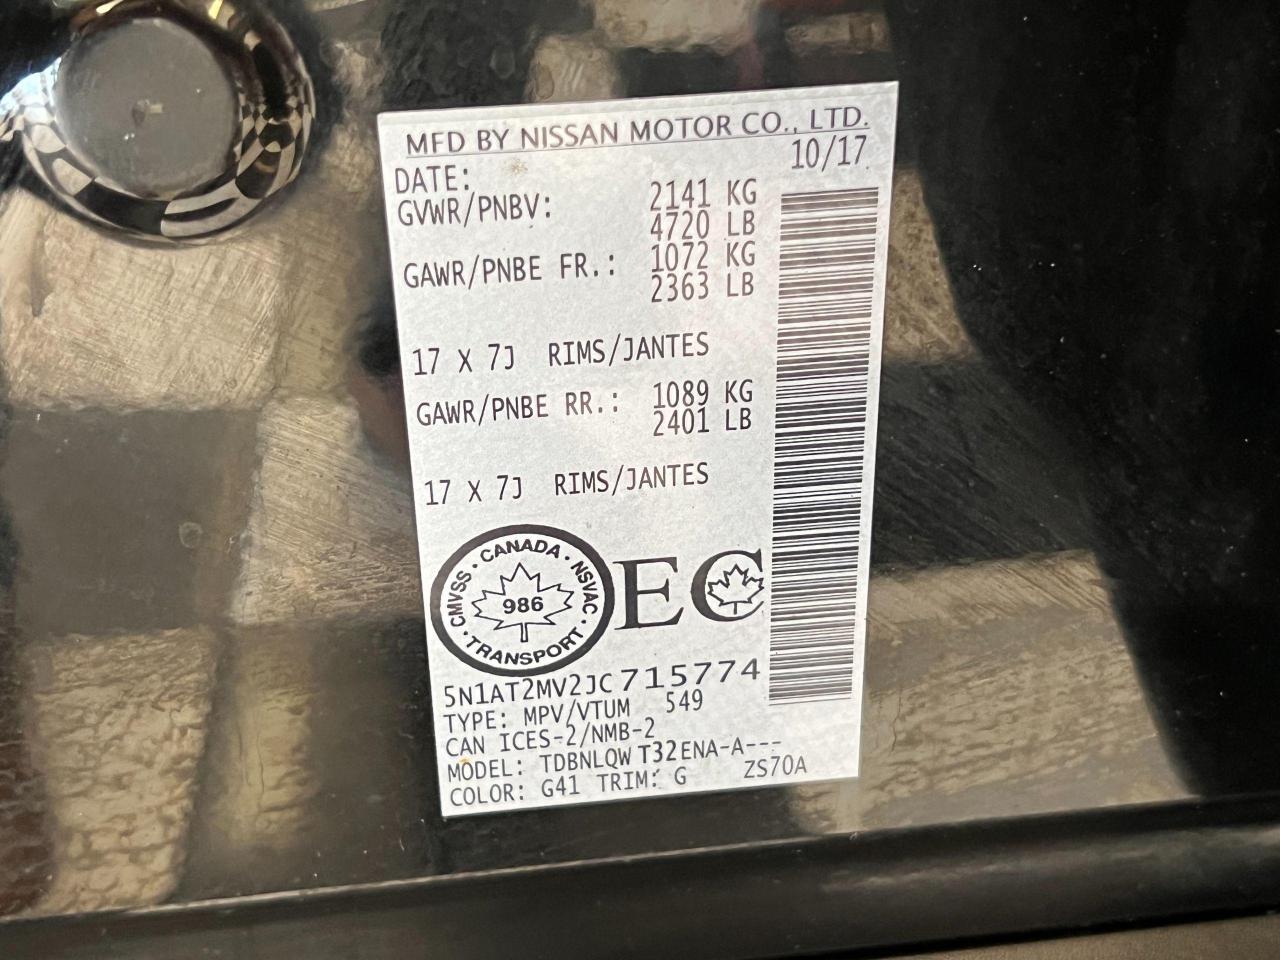 MFD BY NISSAN MOTOR CO., LTD.
DATE: 10/17
GVWR/PNBV: 2141 KG
4720 LB
GAWR/PNBE FR.: 1072 KG
2363 LB
17 X 7J RIMS/JANTES
GAWR/PNBE RR.: 1089 KG
2401 LB
17 X 7J RIMS/JANTES
CMVSS · CANADA · NSVAC · TRANSPORT ·
986
EC
5N1AT2MV2JC715774
TYPE: MPV/VTUM 549
CAN ICES-2/NMB-2
MODEL: TDBNLQW T32ENA-A---
COLOR: G41 TRIM: G ZS70A